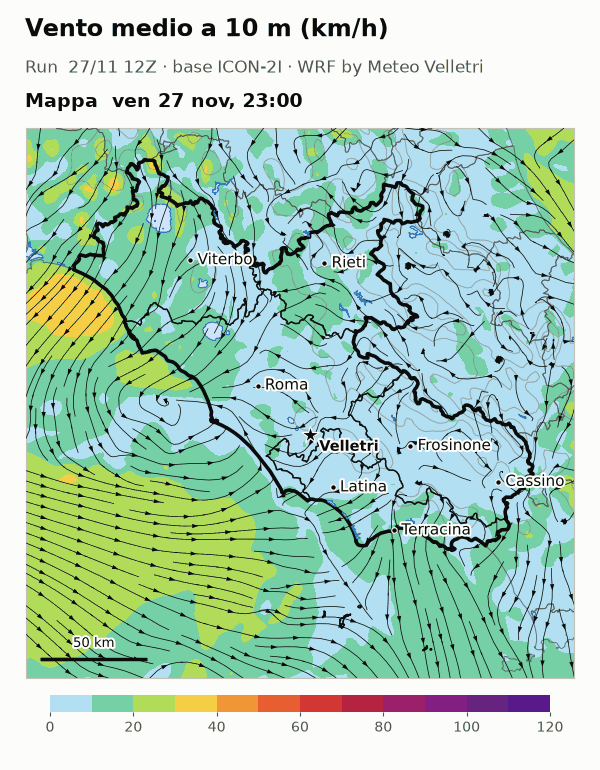 Vento medio a 10 m (km/h)
Run  27/11 12Z · base ICON-2I · WRF by Meteo Velletri
Mappa  ven 27 nov, 23:00
Viterbo
Rieti
Roma
Velletri
Frosinone
Cassino
Latina
Terracina
50 km
0 20 40 60 80 100 120